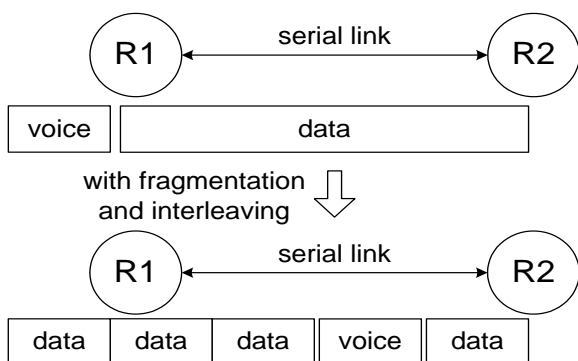 R1 serial link R2
voice data
with fragmentation
and interleaving
R1 serial link R2
data data data voice data